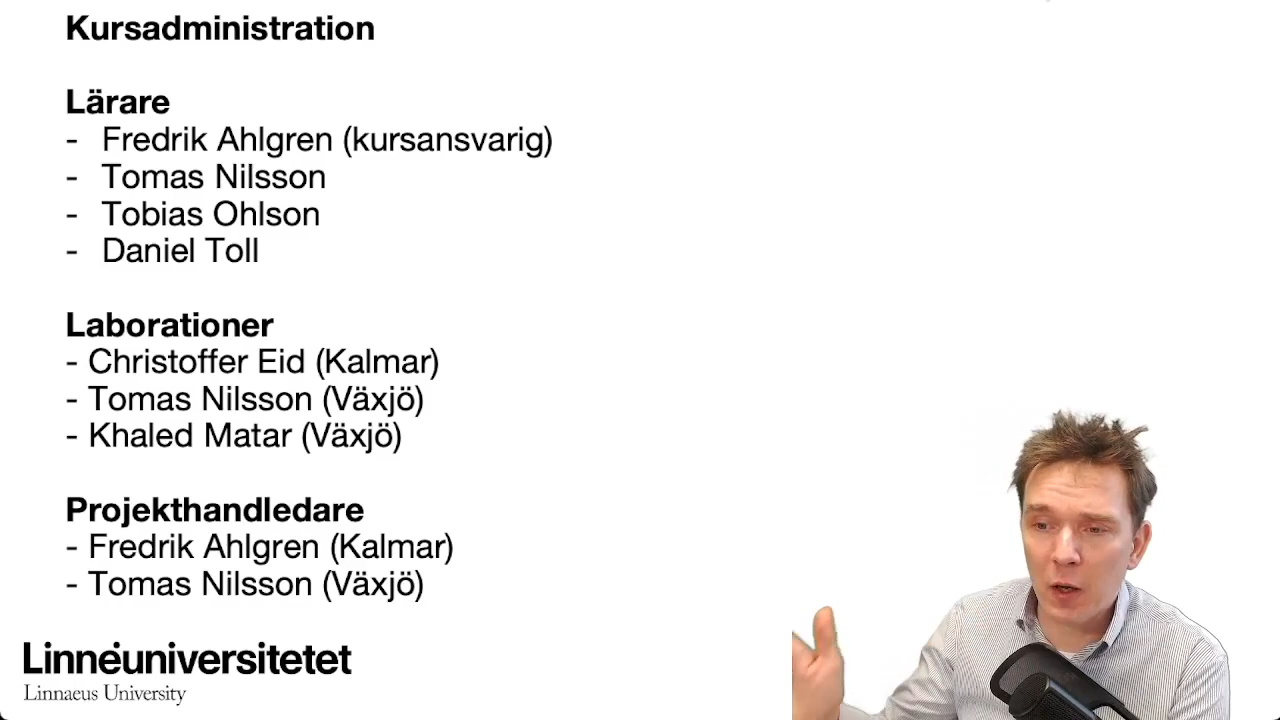 Kursadministration
Lärare
- Fredrik Ahlgren (kursansvarig)
- Tomas Nilsson
- Tobias Ohlson
- Daniel Toll
Laborationer
- Christoffer Eid (Kalmar)
- Tomas Nilsson (Växjö)
- Khaled Matar (Växjö)
Projekthandledare
- Fredrik Ahlgren (Kalmar)
- Tomas Nilsson (Växjö)
Linnéuniversitetet
Linnaeus University